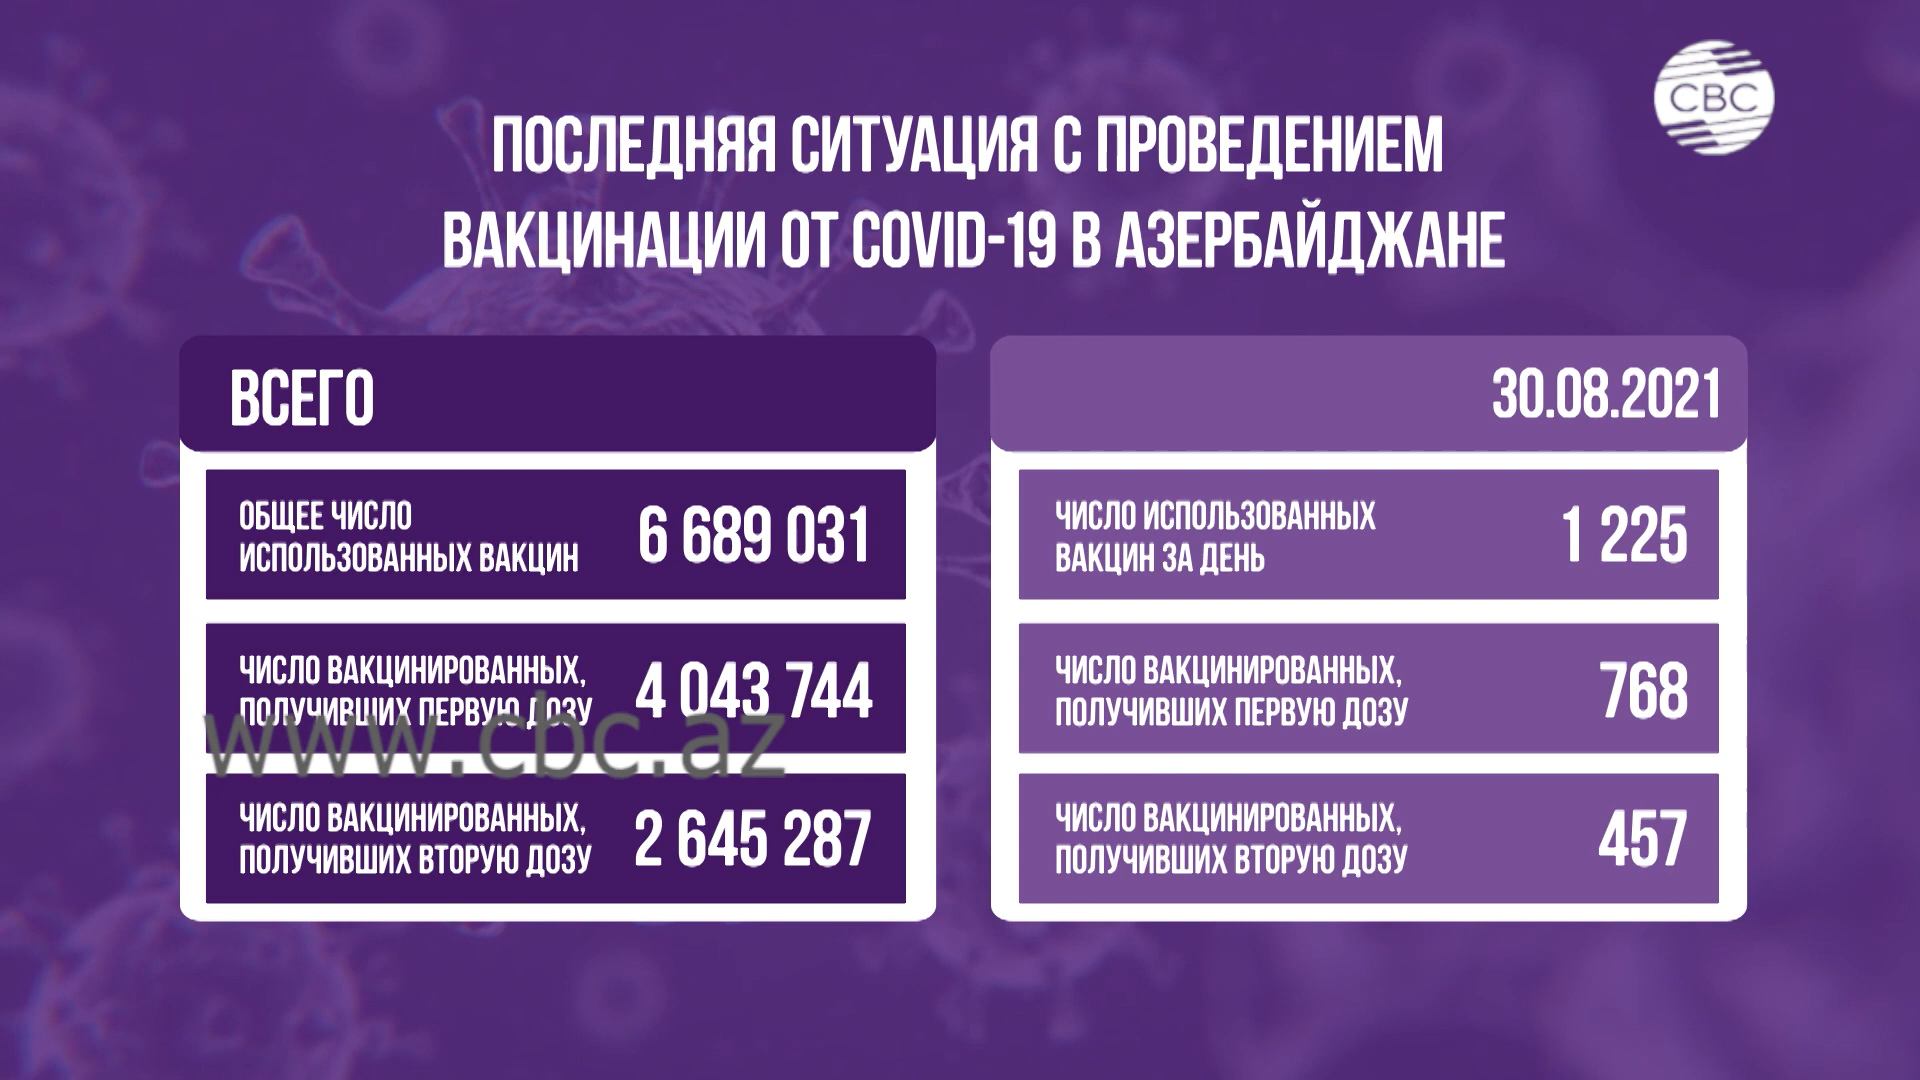 CBC
ПОСЛЕДНЯЯ СИТУАЦИЯ С ПРОВЕДЕНИЕМ
ВАКЦИНАЦИИ ОТ COVID-19 В АЗЕРБАЙДЖАНЕ
ВСЕГО
ОБЩЕЕ ЧИСЛО
ИСПОЛЬЗОВАННЫХ ВАКЦИН
6 689 031
ЧИСЛО ВАКЦИНИРОВАННЫХ,
ПОЛУЧИВШИХ ПЕРВУЮ ДОЗУ
4 043 744
www.cbc.az
ЧИСЛО ВАКЦИНИРОВАННЫХ,
ПОЛУЧИВШИХ ВТОРУЮ ДОЗУ
2 645 287
30.08.2021
ЧИСЛО ИСПОЛЬЗОВАННЫХ
ВАКЦИН ЗА ДЕНЬ
1 225
ЧИСЛО ВАКЦИНИРОВАННЫХ,
ПОЛУЧИВШИХ ПЕРВУЮ ДОЗУ
768
ЧИСЛО ВАКЦИНИРОВАННЫХ,
ПОЛУЧИВШИХ ВТОРУЮ ДОЗУ
457